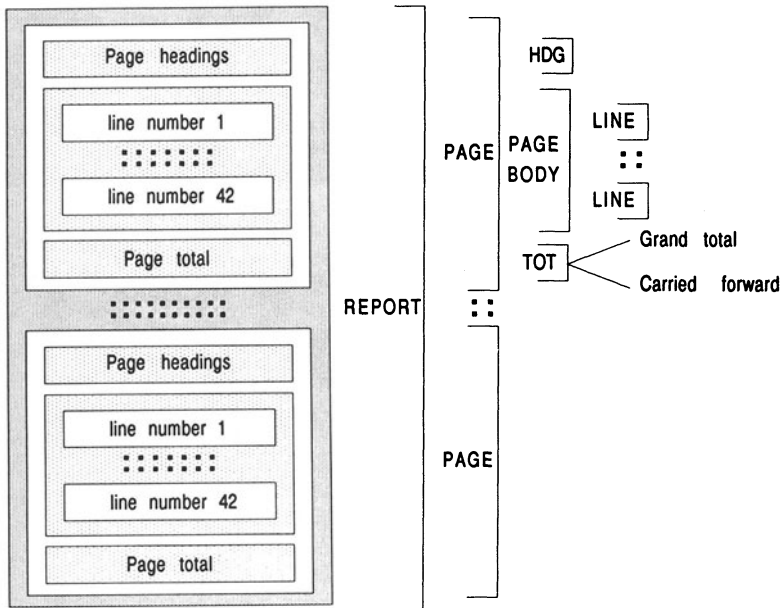 Page headings
line number 1
line number 42
Page total
Page headings
line number 1
line number 42
Page total
REPORT
PAGE
HDG
PAGE
BODY
LINE
LINE
TOT
Grand total
Carried forward
PAGE